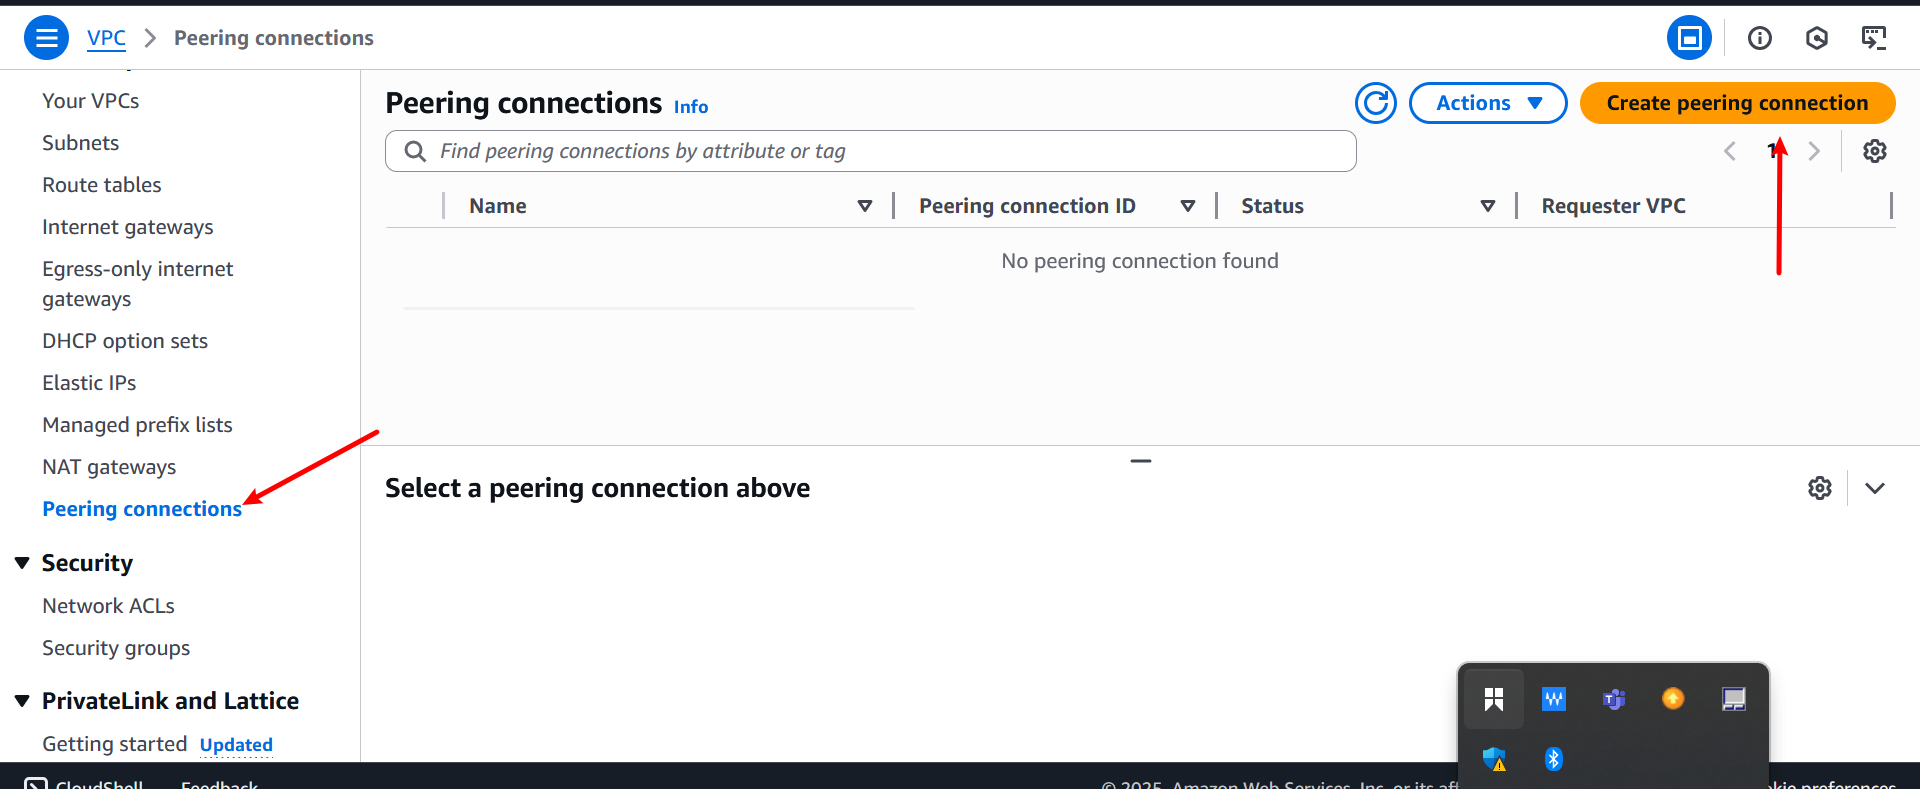 VPC > Peering connections
Your VPCs
Subnets
Route tables
Internet gateways
Egress-only internet
gateways
DHCP option sets
Elastic IPs
Managed prefix lists
NAT gateways
Peering connections
Security
Network ACLs
Security groups
PrivateLink and Lattice
Getting started Updated
Peering connections Info
Actions
Create peering connection
Find peering connections by attribute or tag
1
Name
Peering connection ID
Status
Requester VPC
No peering connection found
Select a peering connection above
CloudShell
Feedback
© 2025, Amazon Web Services, Inc. or its
preferences